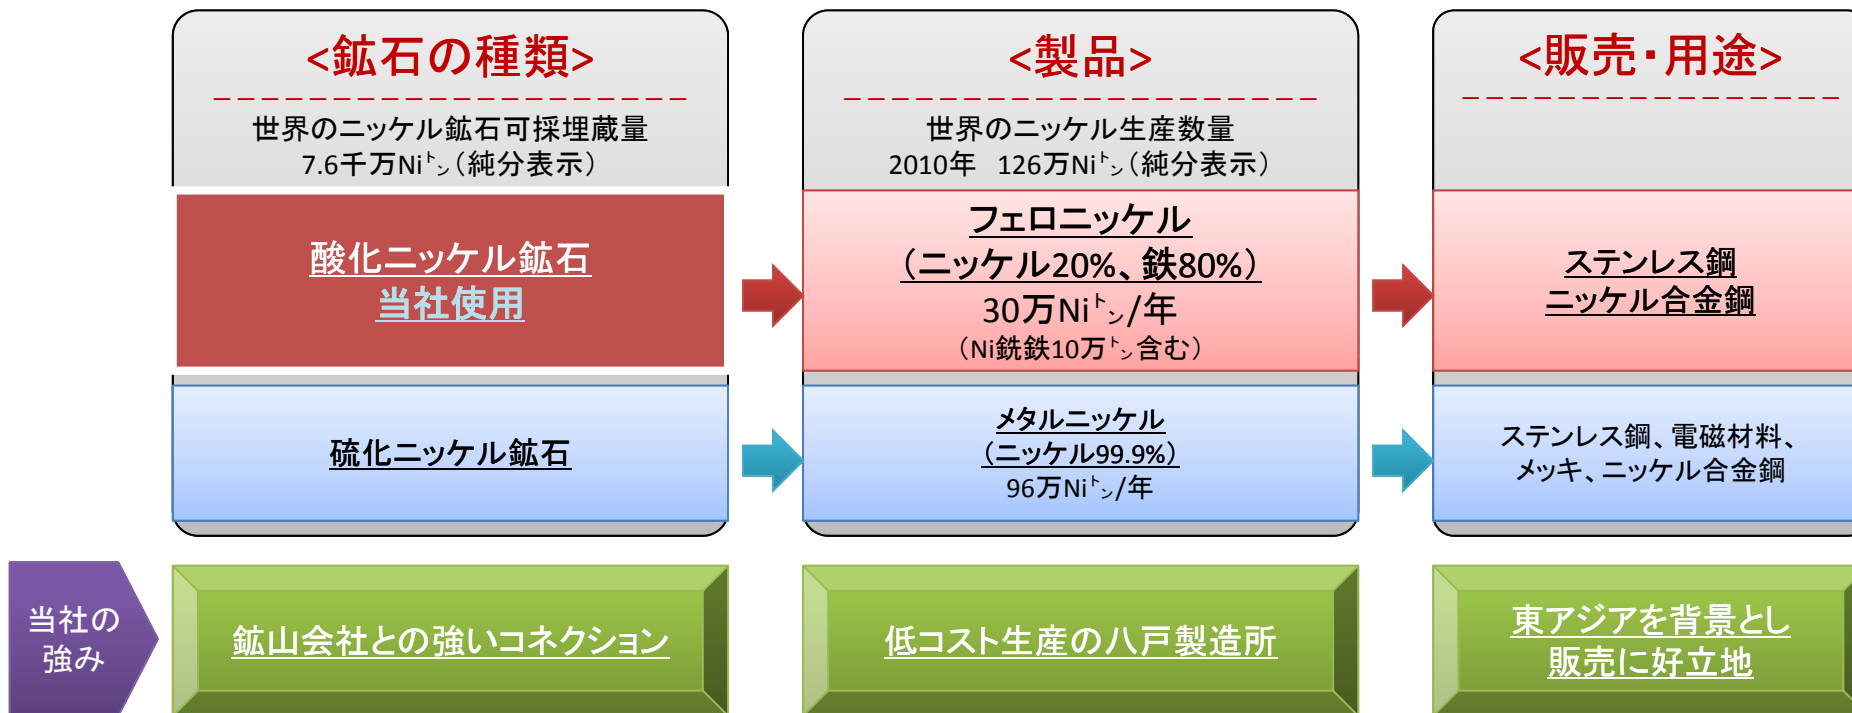 <鉱石の種類>
世界のニッケル鉱石可採埋蔵量
7.6千万Niトン(純分表示)
酸化ニッケル鉱石
当社使用
硫化ニッケル鉱石
<製品>
世界のニッケル生産数量
2010年 126万Niトン(純分表示)
フェロニッケル
(ニッケル20%、鉄80%)
30万Niトン/年
(Ni銑鉄10万トン含む)
メタルニッケル
(ニッケル99.9%)
96万Niトン/年
<販売・用途>
ステンレス鋼
ニッケル合金鋼
ステンレス鋼、電磁材料、
メッキ、ニッケル合金鋼
当社の
強み
鉱山会社との強いコネクション
低コスト生産の八戸製造所
東アジアを背景とし
販売に好立地